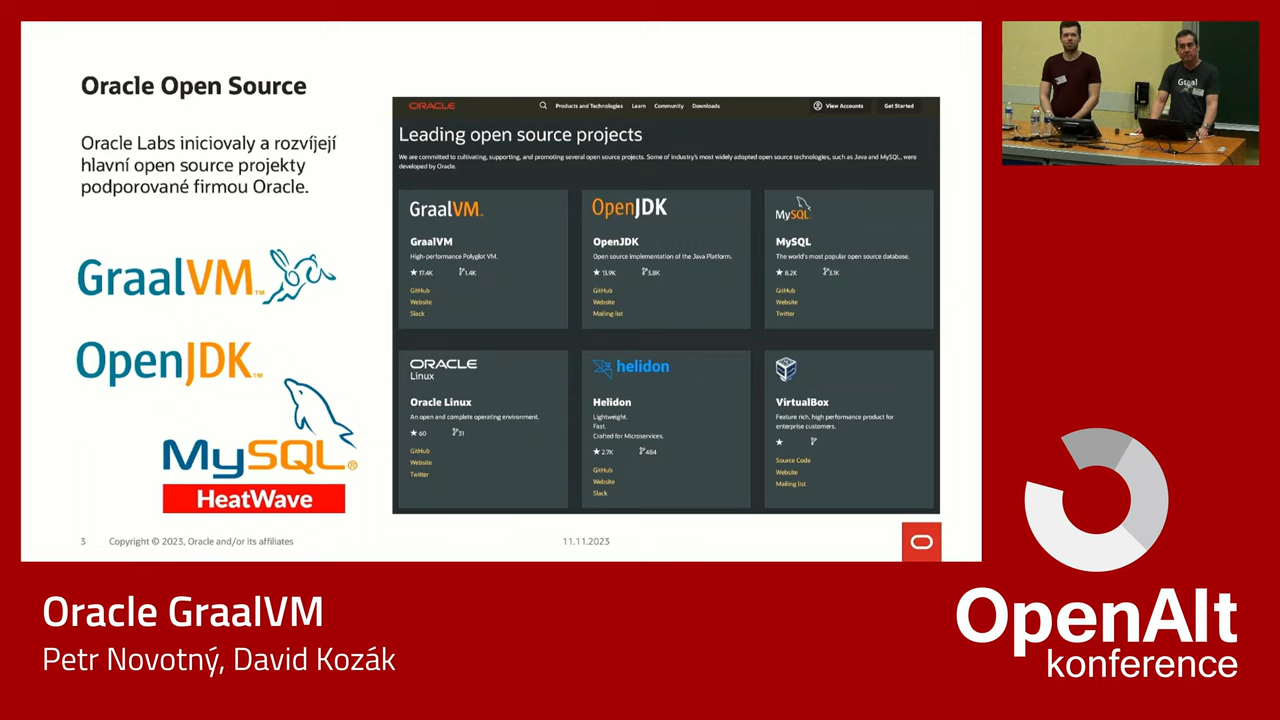 Oracle Open Source
Oracle Labs iniciovaly a rozvíjejí
hlavní open source projekty
podporované firmou Oracle.
GraalVM™
OpenJDK™
MySQL®
HeatWave
ORACLE
Products and Technologies Learn Community Downloads
View Accounts Get Started
Leading open source projects
We are committed to cultivating, supporting, and promoting several open source projects. Some of Industry's most widely adopted open source technologies, such as Java and MySQL, were
developed by Oracle.
GraalVM™
GraalVM
High-performance Polyglot VM.
17.4K 1.4K
GitHub
Website
Slack
OpenJDK
OpenJDK
Open source implementation of the Java Platform.
13.9K 3.8K
GitHub
Website
Mailing list
MySQL
MySQL
The world's most popular open source database.
8.2K 3.1K
GitHub
Website
Twitter
ORACLE
Linux
Oracle Linux
An open and complete operating environment.
60 31
GitHub
Website
Twitter
helidon
Helidon
Lightweight.
Fast.
Crafted for Microservices.
2.7K 484
GitHub
Website
Slack
VirtualBox
Feature rich, high performance product for
enterprise customers.
Source Code
Website
Mailing list
3 Copyright © 2023, Oracle and/or its affiliates 11.11.2023
Graal
Oracle GraalVM
Petr Novotný, David Kozák
OpenAlt
konference